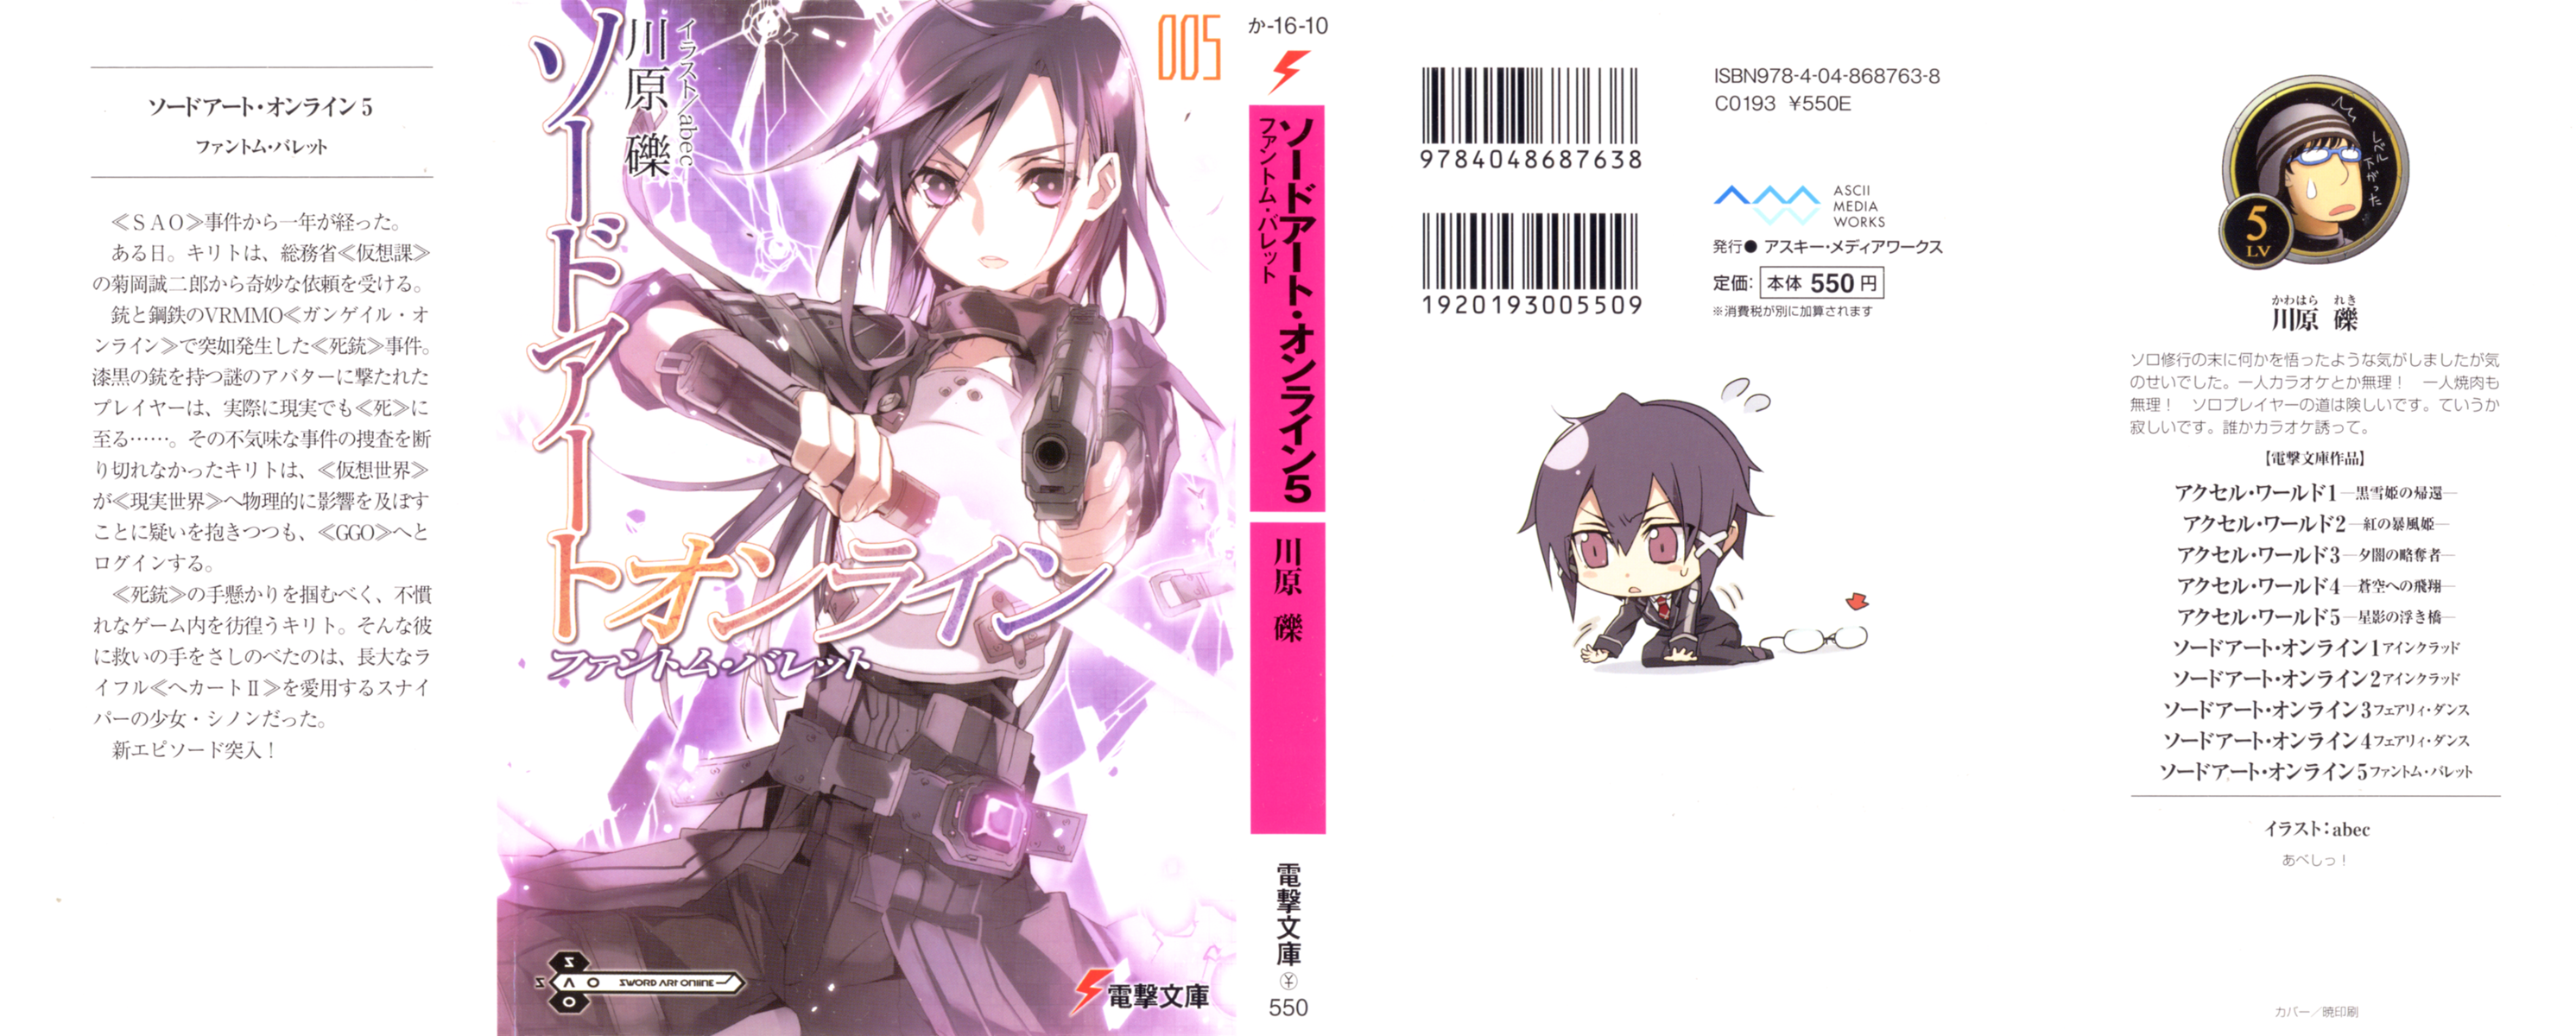 ソードアート・オンライン5
ファントム・バレット
≪ＳＡＯ≫事件から一年が経った。
ある日。キリトは、総務省≪仮想課≫
の菊岡誠二郎から奇妙な依頼を受ける。
銃と鋼鉄のVRMMO≪ガンゲイル・オ
ンライン≫で突如発生した≪死銃≫事件。
漆黒の銃を持つ謎のアバターに撃たれた
プレイヤーは、実際に現実でも≪死≫に
至る……。その不気味な事件の捜査を断
り切れなかったキリトは、≪仮想世界≫
が≪現実世界≫へ物理的に影響を及ぼす
ことに疑いを抱きつつも、≪GGO≫へと
ログインする。
≪死銃≫の手懸かりを掴むべく、不慣
れなゲーム内を彷徨うキリト。そんな彼
に救いの手をさしのべたのは、長大なラ
イフル≪ヘカートⅡ≫を愛用するスナイ
パーの少女・シノンだった。
新エピソード突入！
005
ソードアート
オンライン
ファントム・バレット
川原 礫
イラスト／abec
S
S A O SWORD ART ONLINE
O
電撃文庫
か-16-10
ソードアート・オンライン5
ファントム・バレット
川原 礫
電撃文庫
¥
550
9784048687638
1920193005509
ISBN978-4-04-868763-8
C0193 ¥550E
ASCII
MEDIA
WORKS
発行● アスキー・メディアワークス
定価: 本体 550 円
※消費税が別に加算されます
レベル
下がった
5
LV
かわはら れき
川原 礫
ソロ修行の末に何かを悟ったような気がしましたが気
のせいでした。一人カラオケとか無理！ 一人焼肉も
無理！ ソロプレイヤーの道は険しいです。ていうか
寂しいです。誰かカラオケ誘って。
【電撃文庫作品】
アクセル・ワールド1―黒雪姫の帰還―
アクセル・ワールド2―紅の暴風姫―
アクセル・ワールド3―夕闇の略奪者―
アクセル・ワールド4―蒼空への飛翔―
アクセル・ワールド5―星影の浮き橋―
ソードアート・オンライン1アインクラッド
ソードアート・オンライン2アインクラッド
ソードアート・オンライン3フェアリィ・ダンス
ソードアート・オンライン4フェアリィ・ダンス
ソードアート・オンライン5ファントム・バレット
イラスト：abec
あべしっ！
カバー／暁印刷